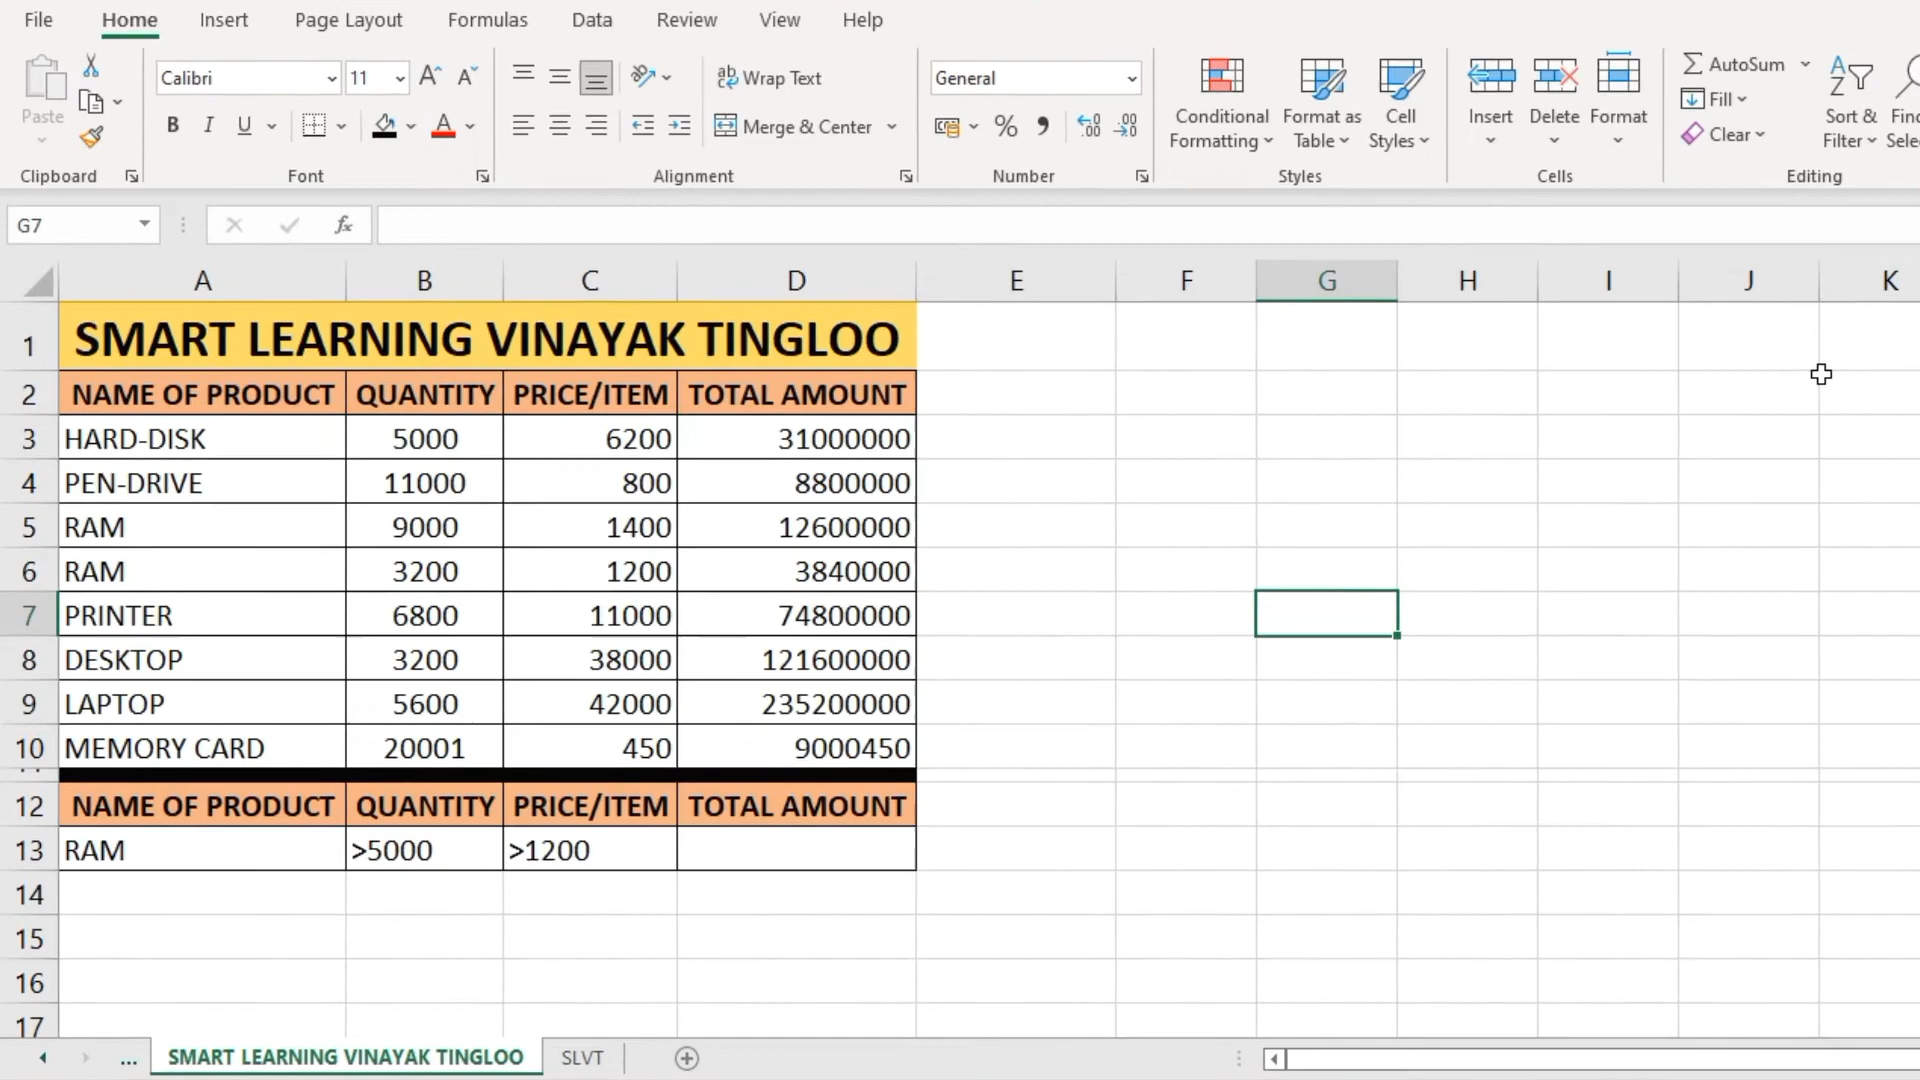 File Home Insert Page Layout Formulas Data Review View Help
Paste
Calibri 11 A A Wrap Text General
B I U A Merge & Center % , .00
Conditional Formatting Format as Table Cell Styles
Insert Delete Format
AutoSum
Fill
Clear
Sort & Filter
Clipboard Font Alignment Number Styles Cells Editing
G7 fx
A B C D E F G H I J K
1 SMART LEARNING VINAYAK TINGLOO
2 NAME OF PRODUCT QUANTITY PRICE/ITEM TOTAL AMOUNT
3 HARD-DISK 5000 6200 31000000
4 PEN-DRIVE 11000 800 8800000
5 RAM 9000 1400 12600000
6 RAM 3200 1200 3840000
7 PRINTER 6800 11000 74800000
8 DESKTOP 3200 38000 121600000
9 LAPTOP 5600 42000 235200000
10 MEMORY CARD 20001 450 9000450
12 NAME OF PRODUCT QUANTITY PRICE/ITEM TOTAL AMOUNT
13 RAM >5000 >1200
14
15
16
17
... SMART LEARNING VINAYAK TINGLOO SLVT